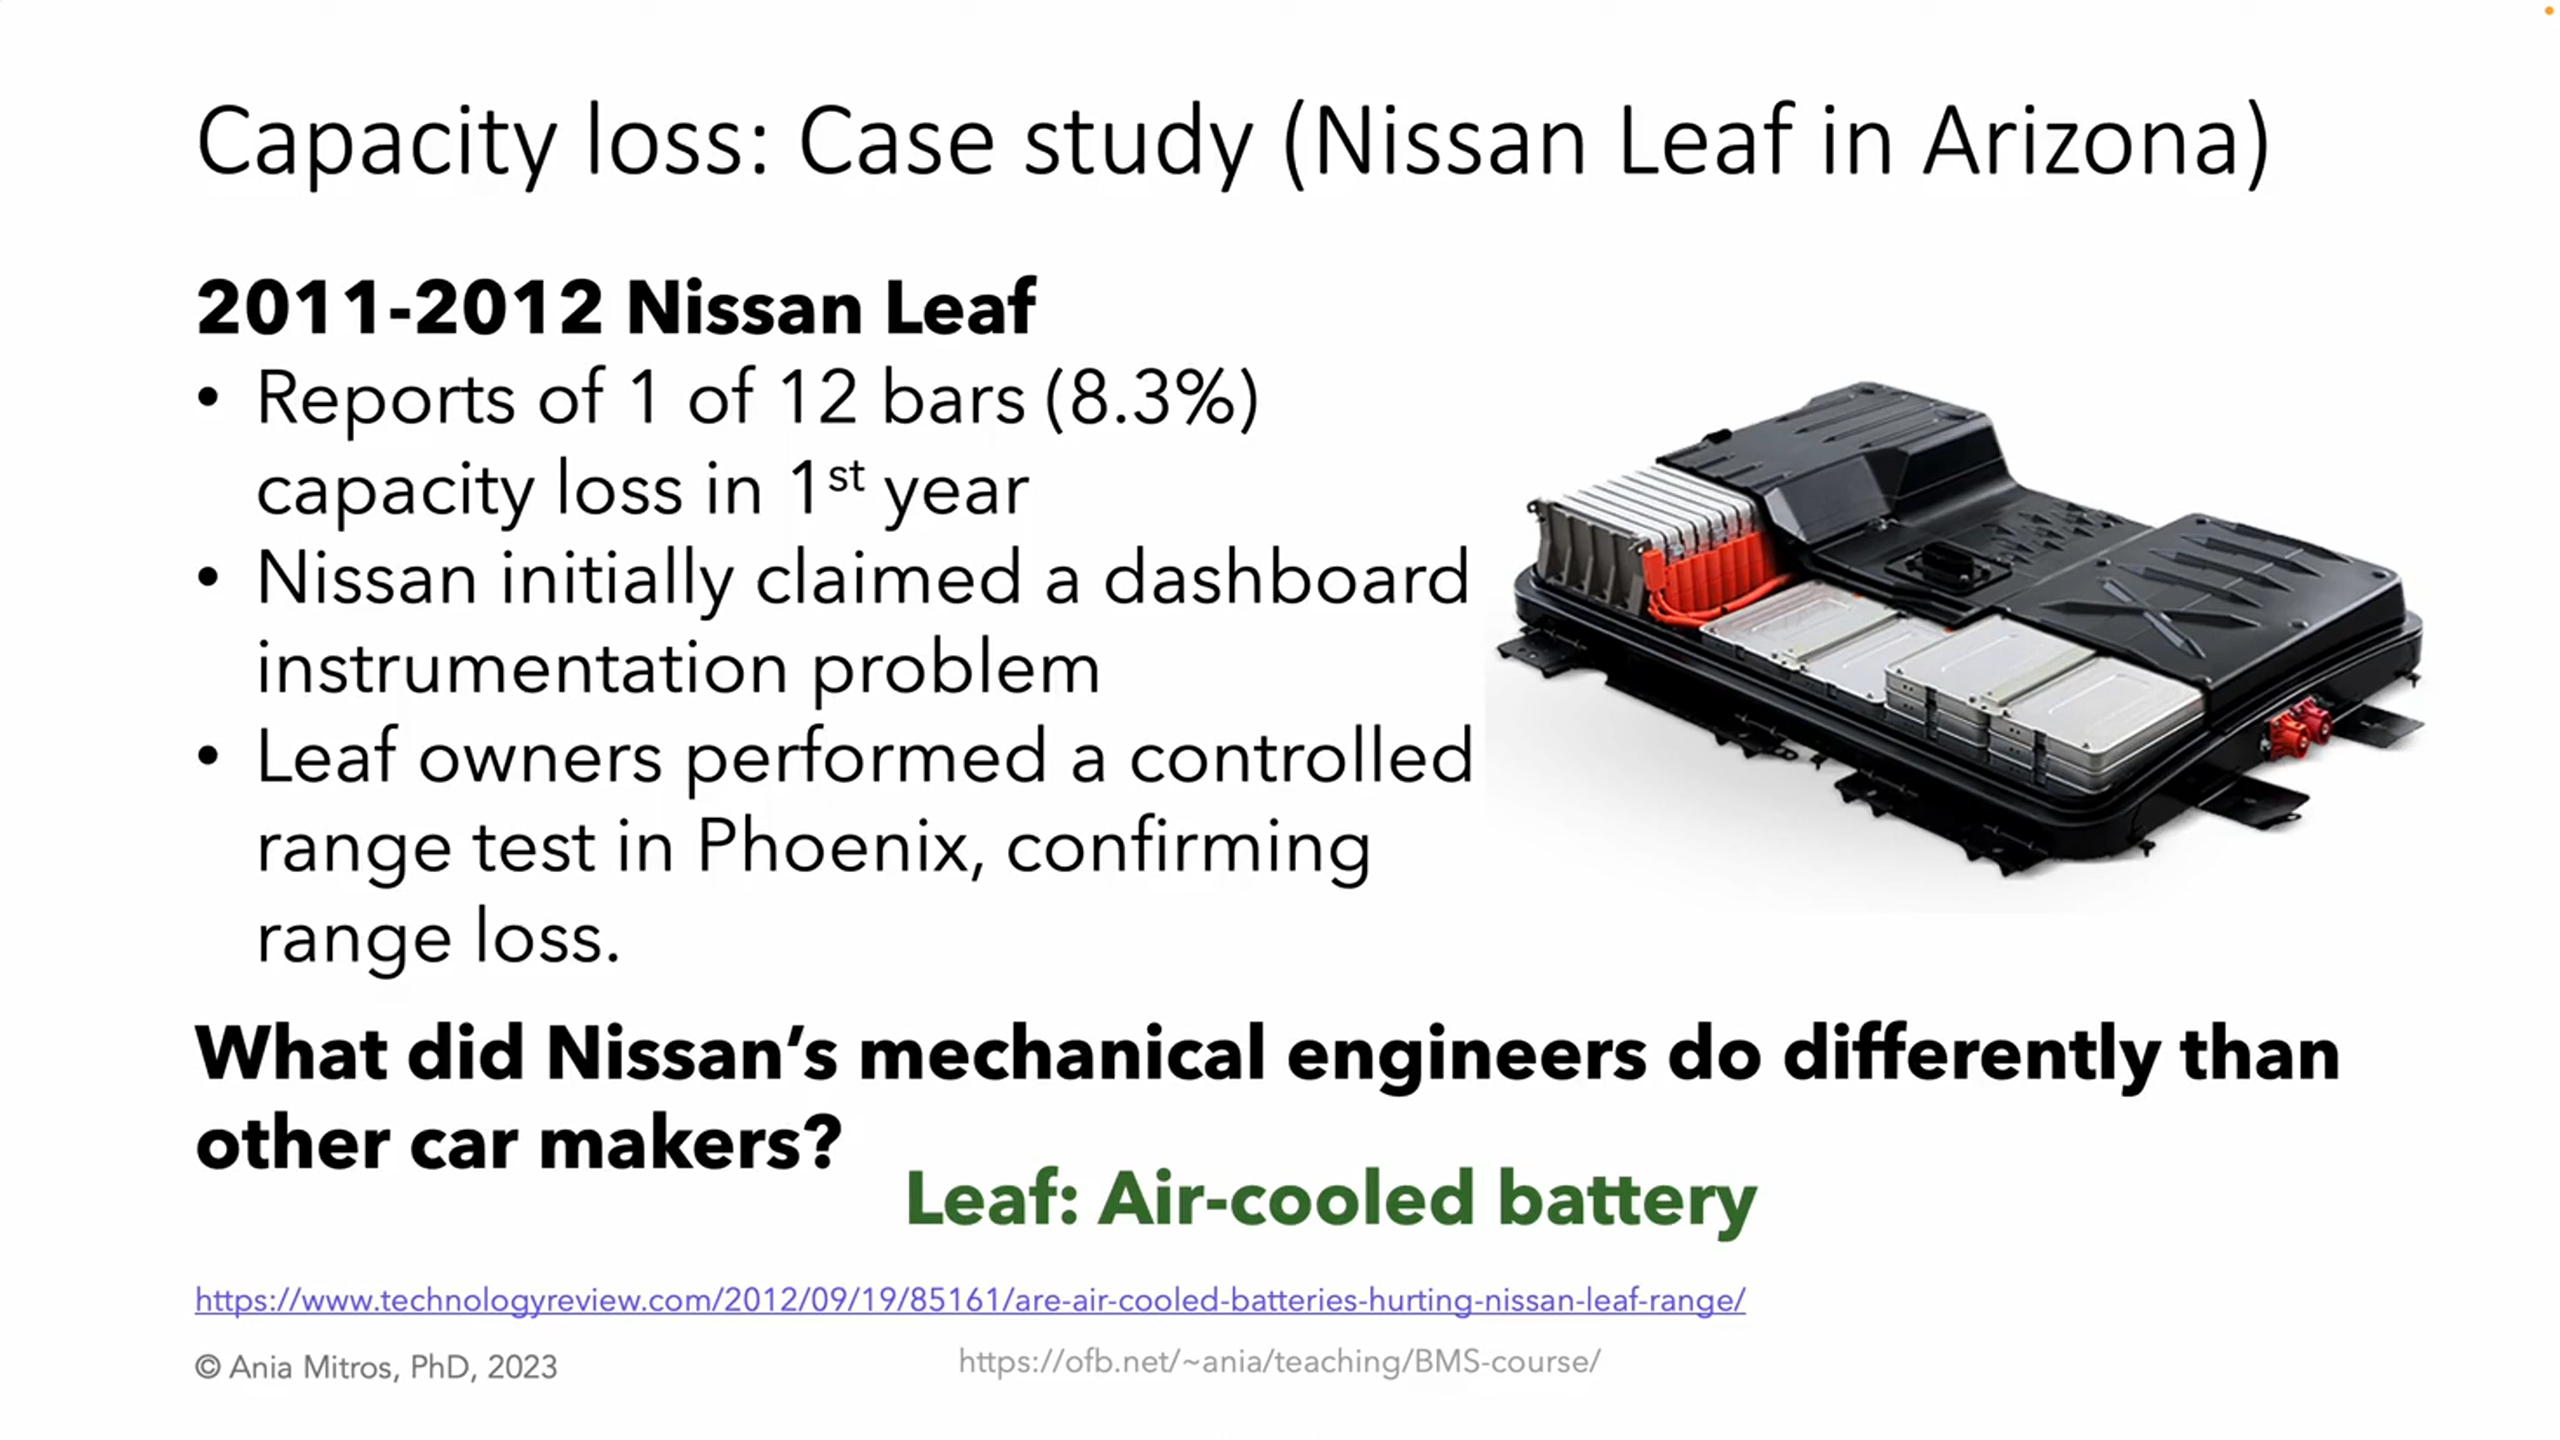 Capacity loss: Case study (Nissan Leaf in Arizona)
2011-2012 Nissan Leaf
• Reports of 1 of 12 bars (8.3%)
capacity loss in 1st year
• Nissan initially claimed a dashboard
instrumentation problem
• Leaf owners performed a controlled
range test in Phoenix, confirming
range loss.
What did Nissan’s mechanical engineers do differently than
other car makers?
Leaf: Air-cooled battery
https://www.technologyreview.com/2012/09/19/85161/are-air-cooled-batteries-hurting-nissan-leaf-range/
© Ania Mitros, PhD, 2023
https://ofb.net/~ania/teaching/BMS-course/